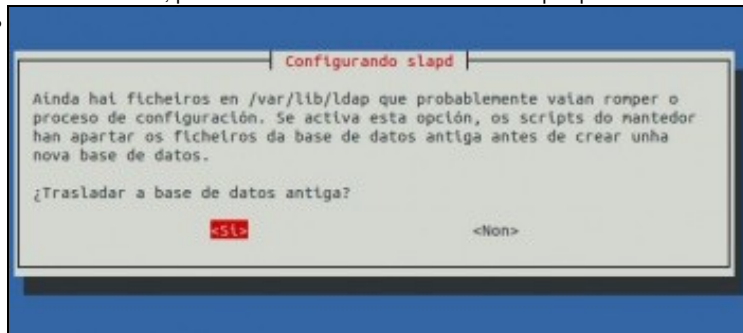 Configurando slapd
Ainda hai ficheiros en /var/lib/ldap que probablemente vaian romper o
proceso de configuración. Se activa esta opción, os scripts do mantedor
han apartar os ficheiros da base de datos antiga antes de crear unha
nova base de datos.
¿Trasladar a base de datos antiga?
<Si> <Non>